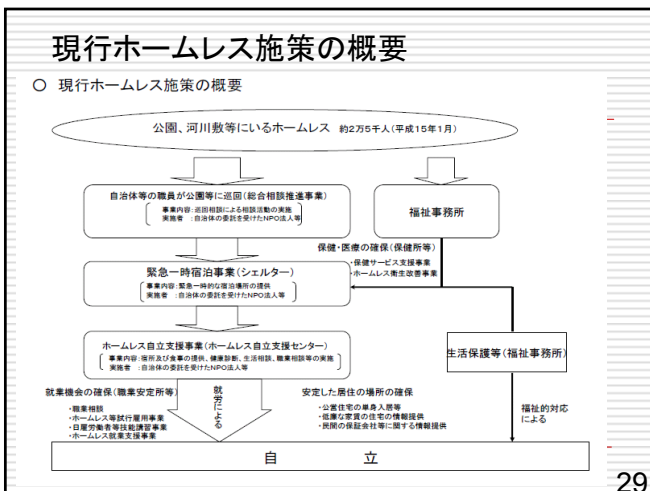 現行ホームレス施策の概要
○ 現行ホームレス施策の概要
公園、河川敷等にいるホームレス 約2万5千人(平成15年1月)
自治体等の職員が公園等に巡回(総合相談推進事業)
事業内容:巡回相談による相談活動の実施
実施者 :自治体の委託を受けたNPO法人等
福祉事務所
保健・医療の確保(保健所等)
・保健サービス支援事業
・ホームレス衛生改善事業
緊急一時宿泊事業(シェルター)
事業内容:緊急一時的な宿泊場所の提供
実施者 :自治体の委託を受けたNPO法人等
ホームレス自立支援事業(ホームレス自立支援センター)
事業内容:宿所及び食事の提供、健康診断、生活相談、職業相談等の実施
実施者 :自治体の委託を受けたNPO法人等
生活保護等(福祉事務所)
就業機会の確保(職業安定所等)
・職業相談
・ホームレス等試行雇用事業
・日雇労働者等技能講習事業
・ホームレス就業支援事業
就労による
安定した居住の場所の確保
・公営住宅の単身入居等
・低廉な家賃の住宅の情報提供
・民間の保証会社等に関する情報提供
福祉的対応
による
自 立
29